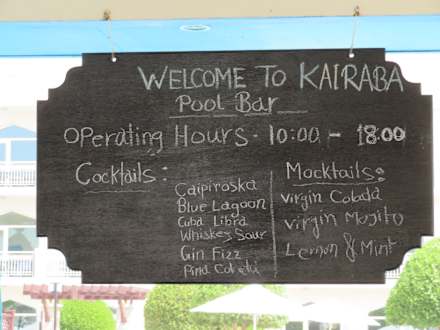 WELCOME TO KAIRABA
Pool Bar
Operating Hours - 10:00 - 18:00
Cocktails:
Caipiroska
Blue Lagoon
Cuba Libra
Whiskey Sour
Gin Fizz
Pina Colada
Mocktails:
Virgin Colada
Virgin Mojito
Lemon & Mint